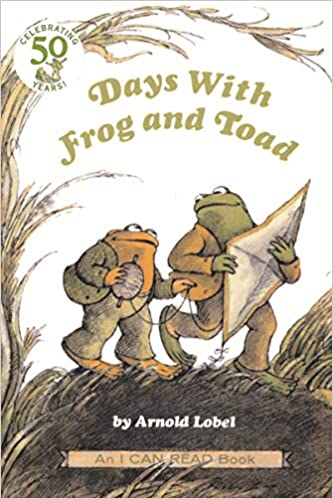 CELEBRATING
50
YEARS!
Days With
Frog and Toad
by Arnold Lobel
An I CAN READ Book